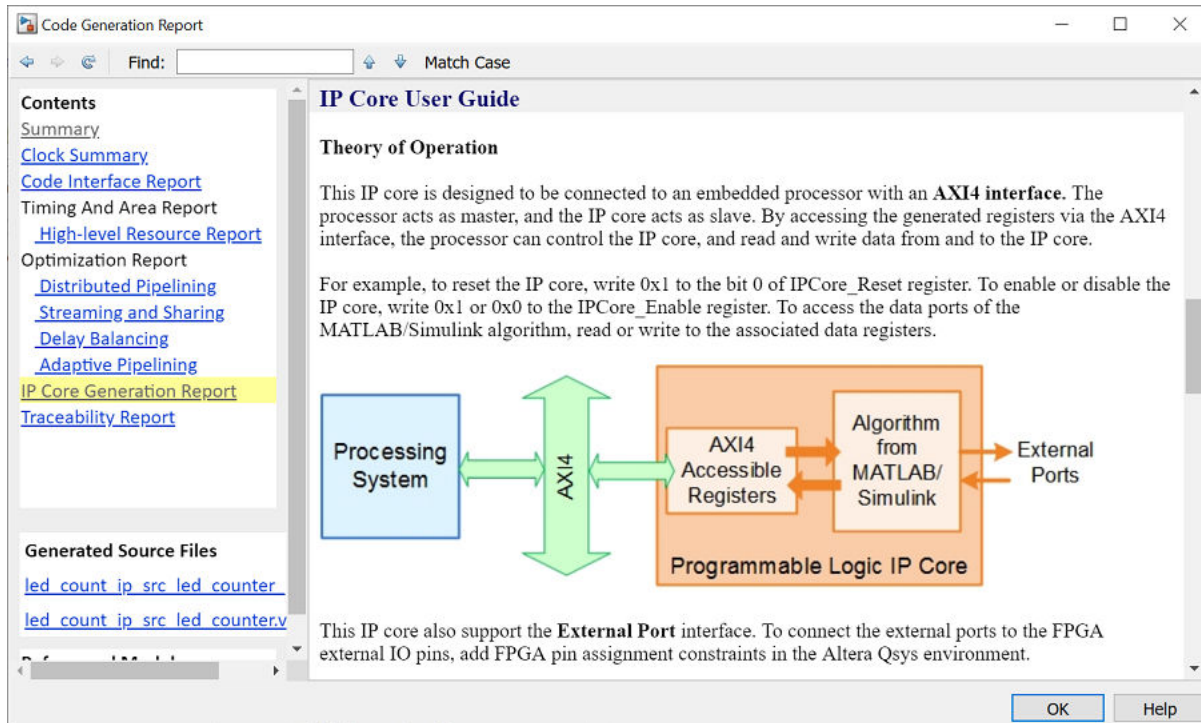 Code Generation Report
Find:
Match Case
Contents
Summary
Clock Summary
Code Interface Report
Timing And Area Report
High-level Resource Report
Optimization Report
Distributed Pipelining
Streaming and Sharing
Delay Balancing
Adaptive Pipelining
IP Core Generation Report
Traceability Report
Generated Source Files
led_count_ip_src_led_counter_
led_count_ip_src_led_counter.v
IP Core User Guide
Theory of Operation
This IP core is designed to be connected to an embedded processor with an AXI4 interface. The
processor acts as master, and the IP core acts as slave. By accessing the generated registers via the AXI4
interface, the processor can control the IP core, and read and write data from and to the IP core.
For example, to reset the IP core, write 0x1 to the bit 0 of IPCore_Reset register. To enable or disable the
IP core, write 0x1 or 0x0 to the IPCore_Enable register. To access the data ports of the
MATLAB/Simulink algorithm, read or write to the associated data registers.
Processing
System
AXI4
AXI4
Accessible
Registers
Algorithm
from
MATLAB/
Simulink
External
Ports
Programmable Logic IP Core
This IP core also support the External Port interface. To connect the external ports to the FPGA
external IO pins, add FPGA pin assignment constraints in the Altera Qsys environment.
OK
Help